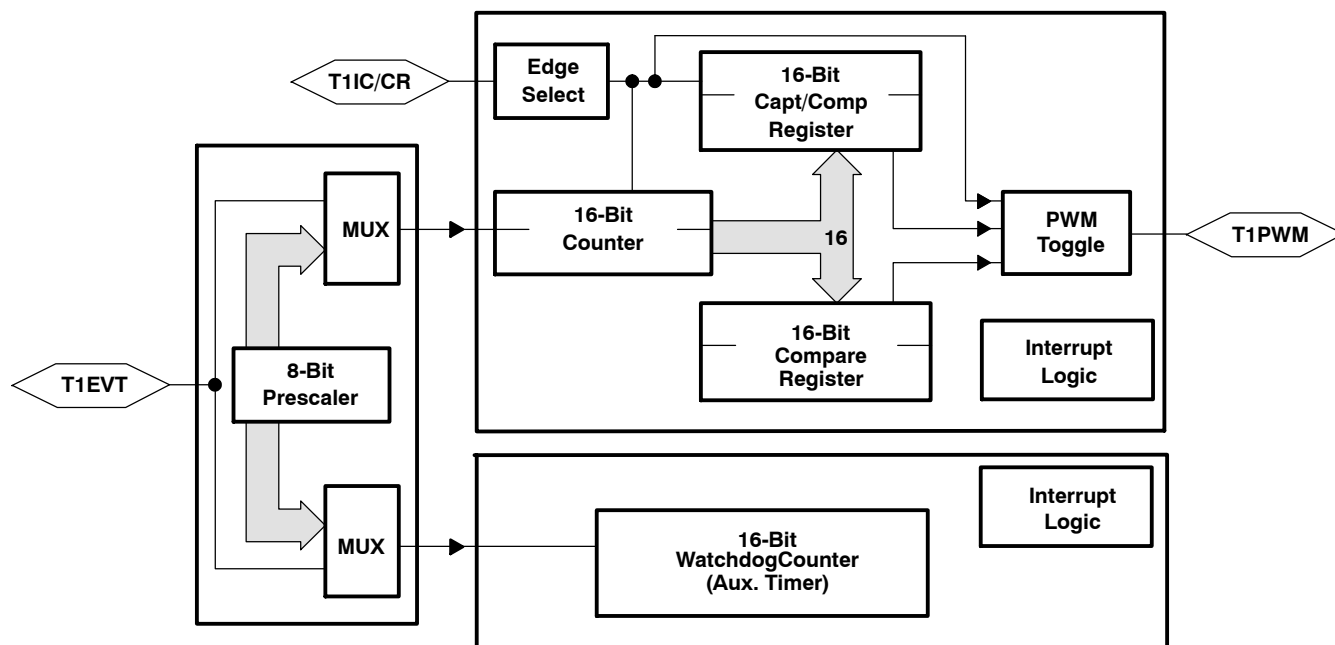 T1IC/CR
Edge
Select
16-Bit
Capt/Comp
Register
MUX
16-Bit
Counter
16
PWM
Toggle
T1PWM
8-Bit
Prescaler
T1EVT
16-Bit
Compare
Register
Interrupt
Logic
MUX
16-Bit
WatchdogCounter
(Aux. Timer)
Interrupt
Logic